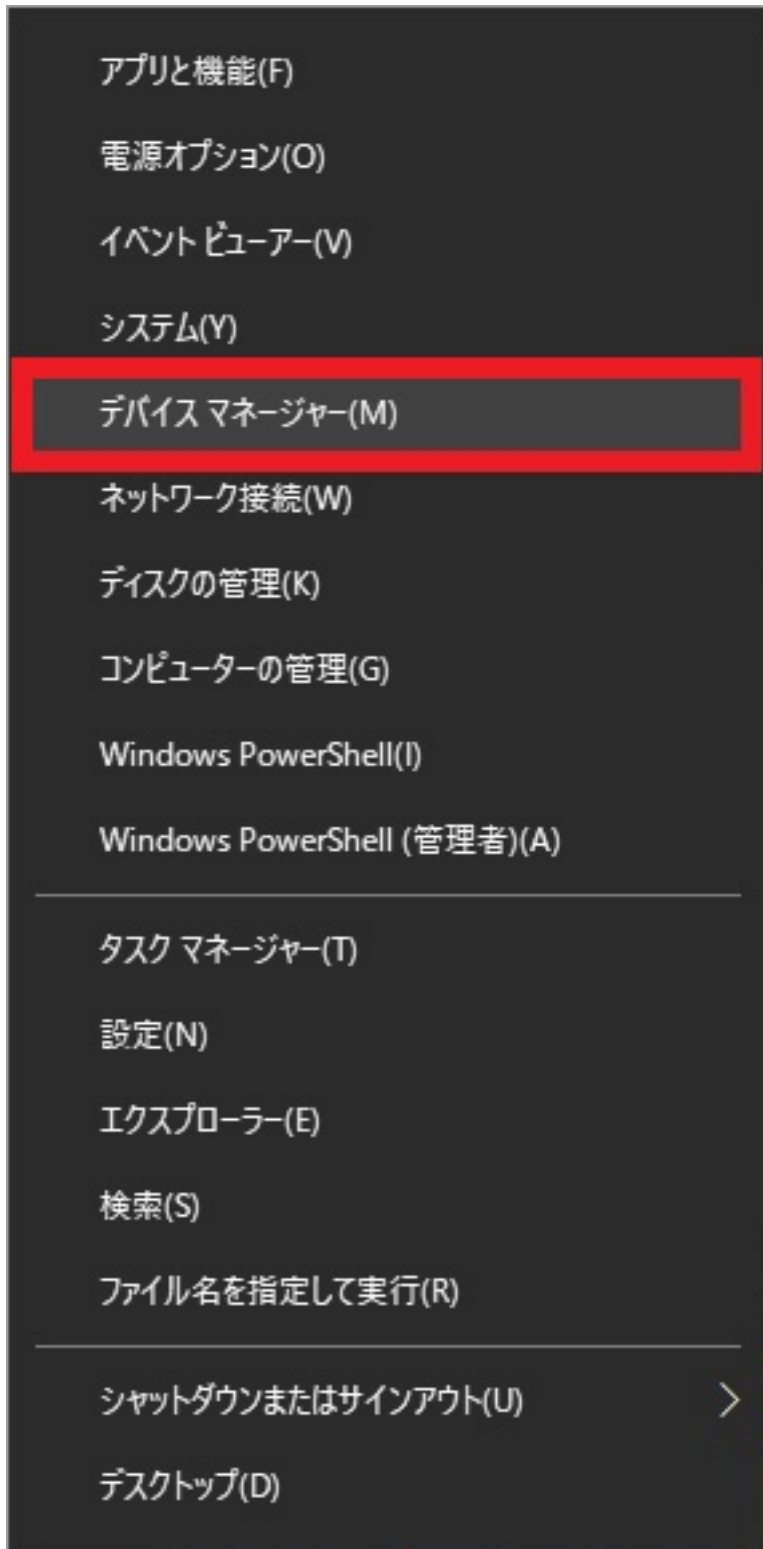 アプリと機能(F)
電源オプション(O)
イベント ビューアー(V)
システム(Y)
デバイス マネージャー(M)
ネットワーク接続(W)
ディスクの管理(K)
コンピューターの管理(G)
Windows PowerShell(I)
Windows PowerShell (管理者)(A)
タスク マネージャー(T)
設定(N)
エクスプローラー(E)
検索(S)
ファイル名を指定して実行(R)
シャットダウンまたはサインアウト(U)
デスクトップ(D)